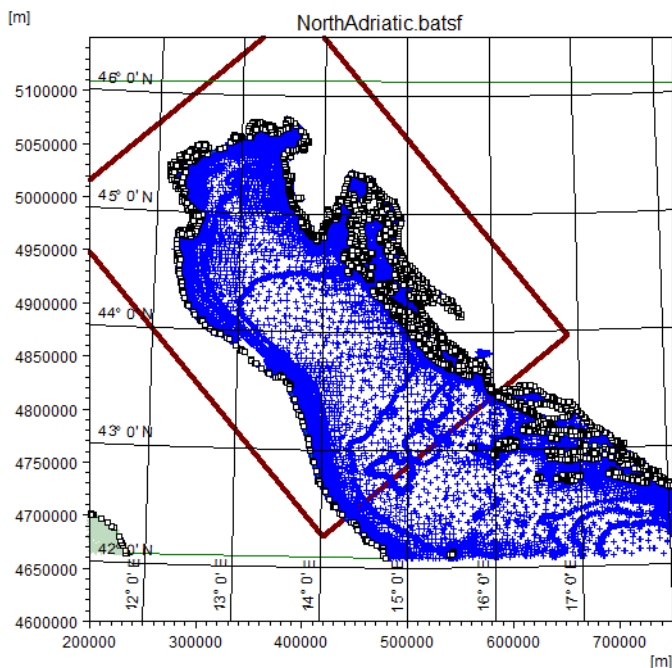 [m]
NorthAdriatic.batsf
46° 0' N
5100000
5050000
5000000
45° 0' N
4950000
4900000
44° 0' N
4850000
4800000
43° 0' N
4750000
4700000
42° 0' N
4650000
12° 0' E
13° 0' E
14° 0' E
15° 0' E
16° 0' E
17° 0' E
4600000
200000 300000 400000 500000 600000 700000
[m]